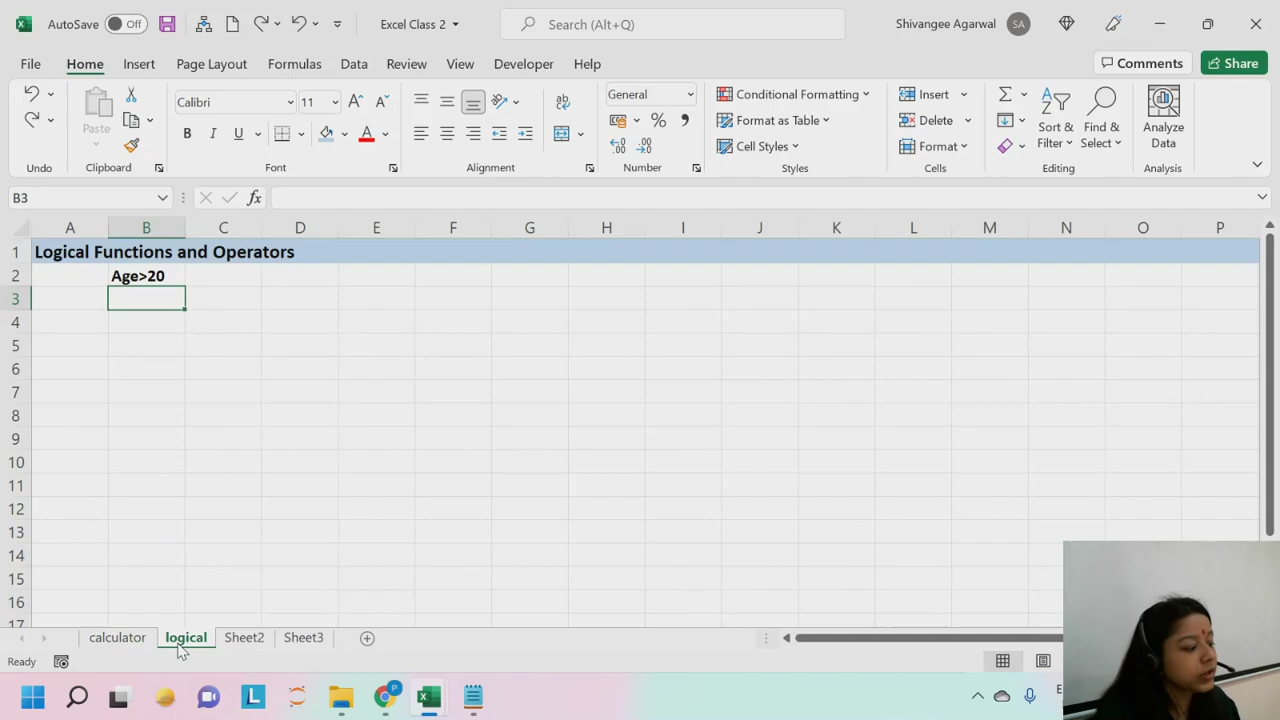 AutoSave Off Excel Class 2 Search (Alt+Q) Shivangee Agarwal SA
File Home Insert Page Layout Formulas Data Review View Developer Help Comments Share
Calibri 11 General Conditional Formatting Insert
Paste Format as Table Delete Sort & Filter Find & Select Analyze Data
B I U Cell Styles Format
Undo Clipboard Font Alignment Number Styles Cells Editing Analysis
B3 fx
A B C D E F G H I J K L M N O P
1 Logical Functions and Operators
2 Age>20
3
4
5
6
7
8
9
10
11
12
13
14
15
16
17
calculator logical Sheet2 Sheet3
Ready